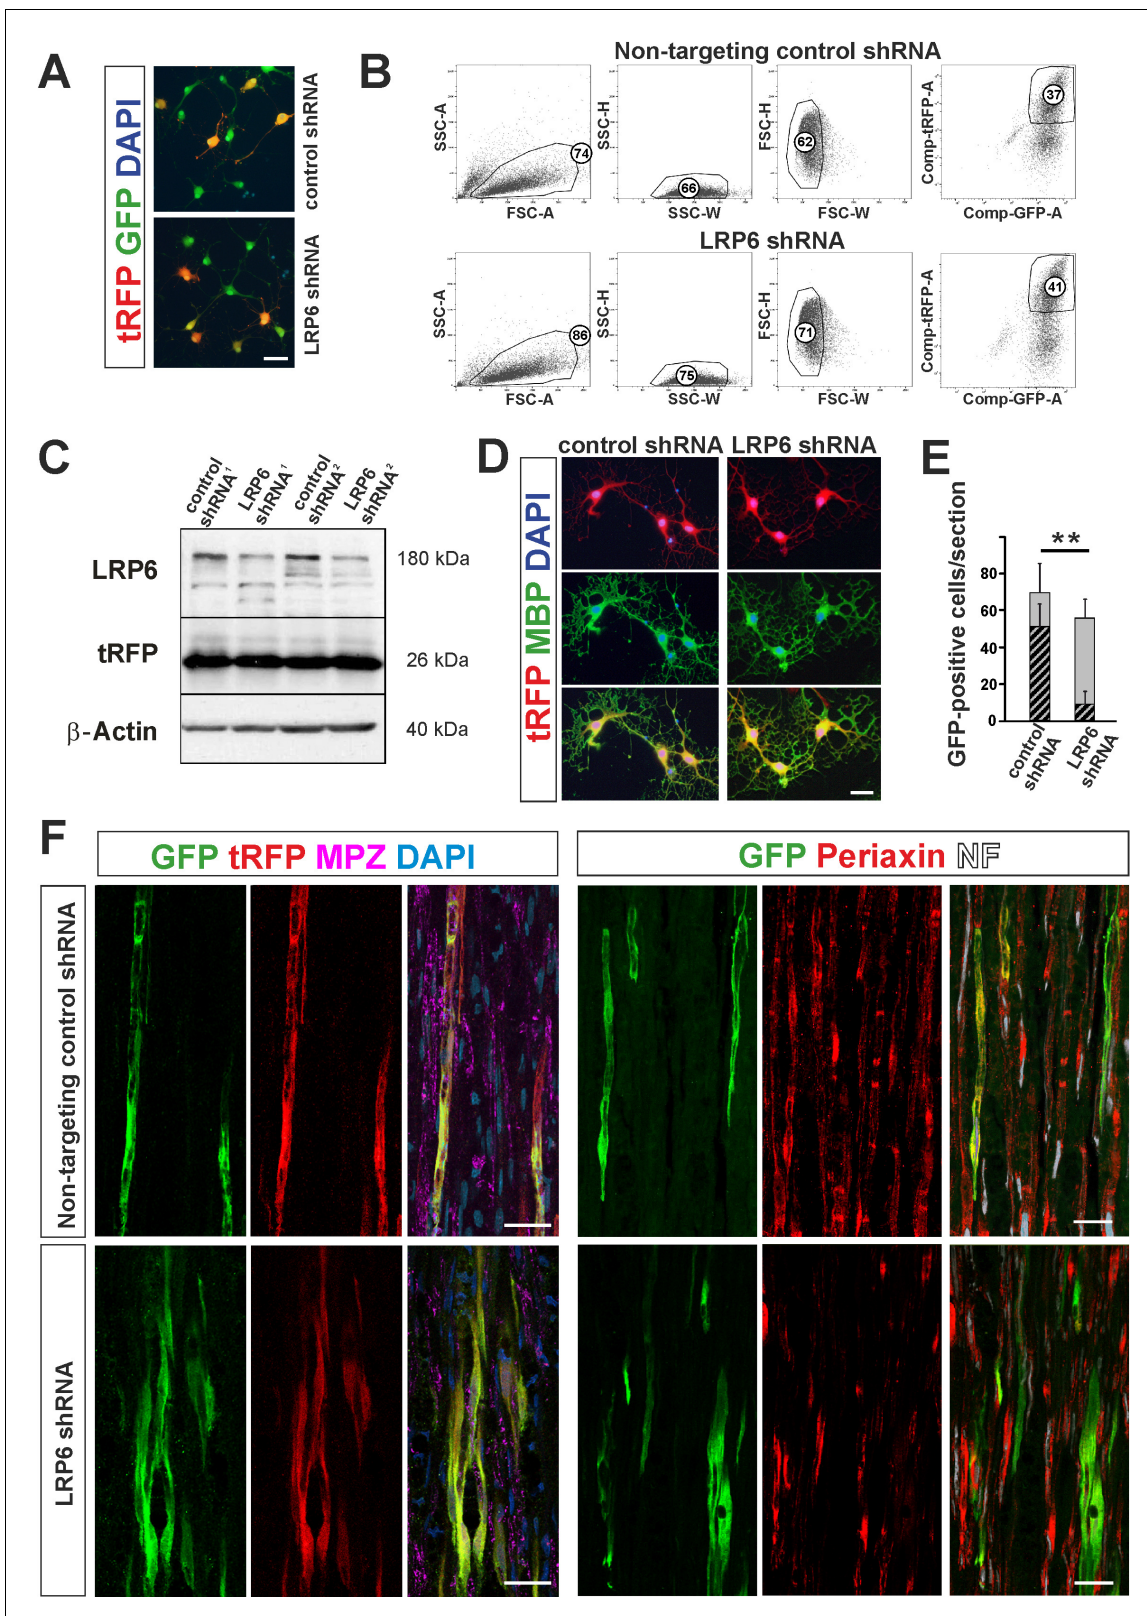 A
tRFP GFP DAPI
control shRNA
LRP6 shRNA
B
Non-targeting control shRNA
SSC-A
74
FSC-A
SSC-H
66
SSC-W
FSC-H
62
FSC-W
Comp-tRFP-A
37
Comp-GFP-A
LRP6 shRNA
SSC-A
86
FSC-A
SSC-H
75
SSC-W
FSC-H
71
FSC-W
Comp-tRFP-A
41
Comp-GFP-A
C
control shRNA1
LRP6 shRNA1
control shRNA2
LRP6 shRNA2
LRP6
180 kDa
tRFP
26 kDa
β-Actin
40 kDa
D
control shRNA LRP6 shRNA
tRFP MBP DAPI
E
GFP-positive cells/section
**
80
60
40
20
0
control shRNA
LRP6 shRNA
F
GFP tRFP MPZ DAPI
GFP Periaxin NF
Non-targeting control shRNA
LRP6 shRNA